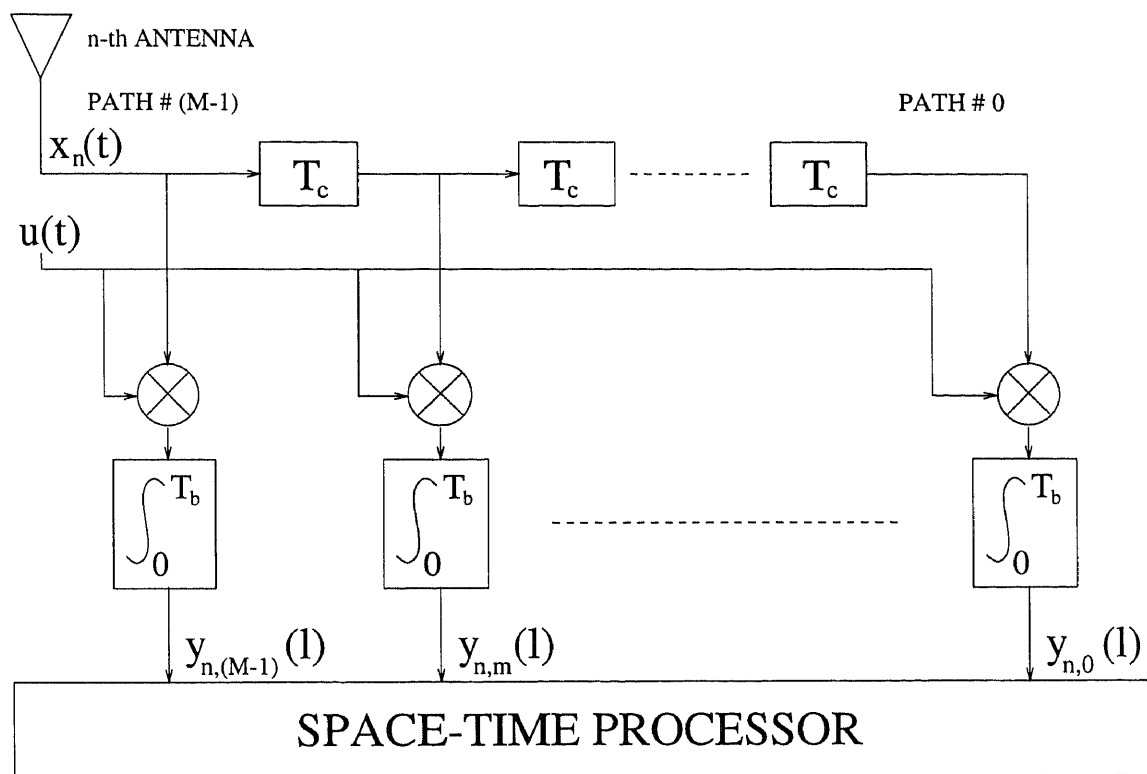 n-th ANTENNA
PATH # (M-1)
PATH # 0
x_n(t)
T_c
T_c
T_c
u(t)
∫_0^{T_b}
∫_0^{T_b}
∫_0^{T_b}
y_{n,(M-1)}(l)
y_{n,m}(l)
y_{n,0}(l)
SPACE-TIME PROCESSOR